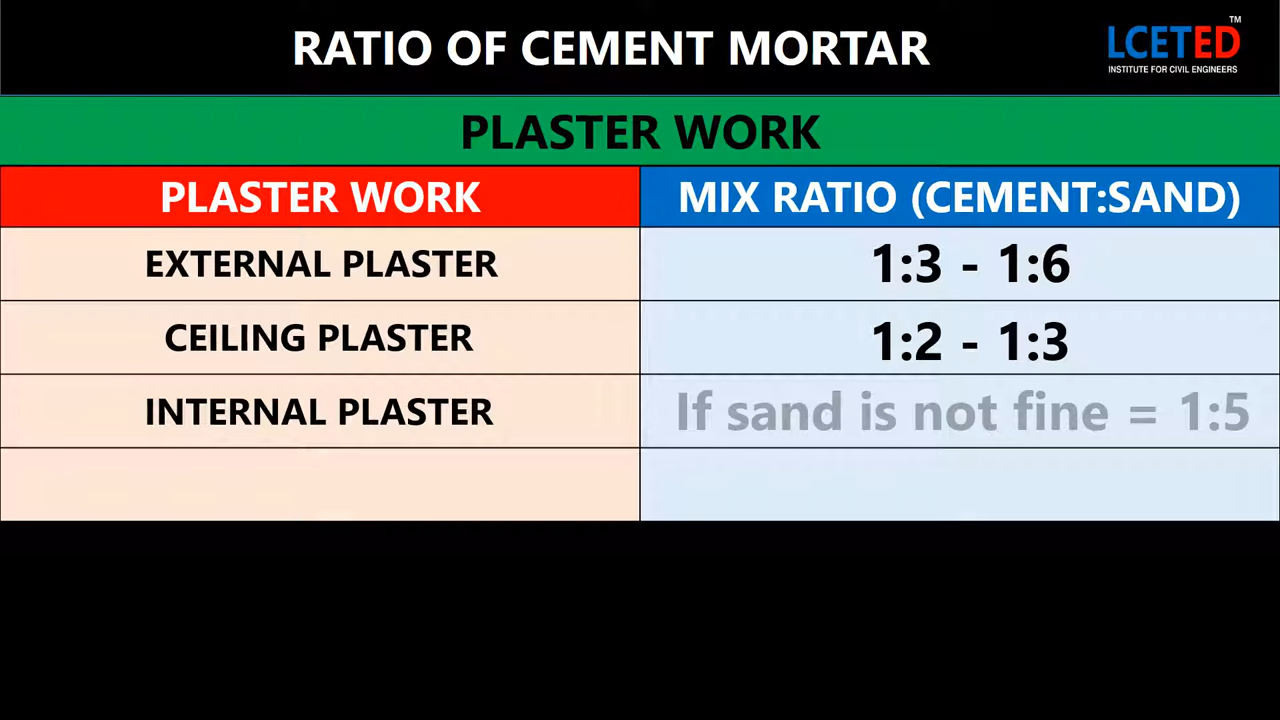 RATIO OF CEMENT MORTAR
LCETED™
INSTITUTE FOR CIVIL ENGINEERS
PLASTER WORK
PLASTER WORK
MIX RATIO (CEMENT:SAND)
EXTERNAL PLASTER
1:3 - 1:6
CEILING PLASTER
1:2 - 1:3
INTERNAL PLASTER
If sand is not fine = 1:5